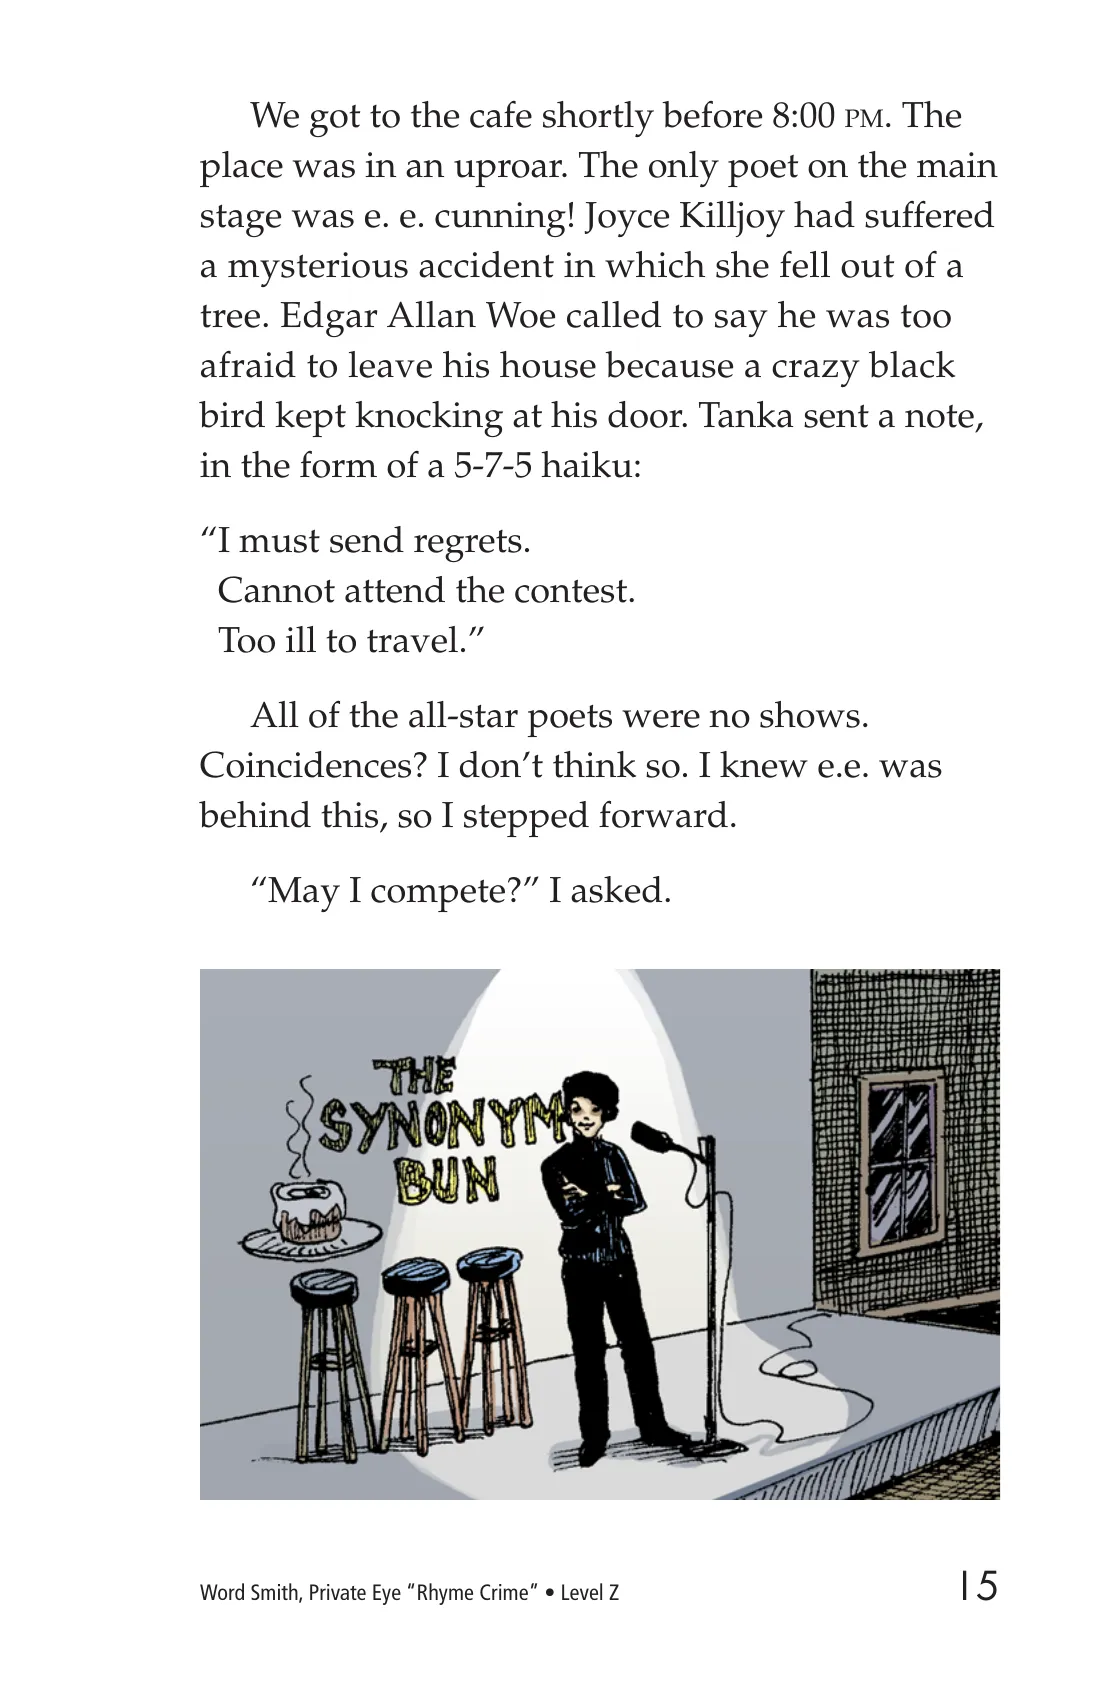 We got to the cafe shortly before 8:00 PM. The
place was in an uproar. The only poet on the main
stage was e. e. cunning! Joyce Killjoy had suffered
a mysterious accident in which she fell out of a
tree. Edgar Allan Woe called to say he was too
afraid to leave his house because a crazy black
bird kept knocking at his door. Tanka sent a note,
in the form of a 5-7-5 haiku:
“I must send regrets.
Cannot attend the contest.
Too ill to travel.”
All of the all-star poets were no shows.
Coincidences? I don’t think so. I knew e.e. was
behind this, so I stepped forward.
“May I compete?” I asked.
THE
SYNONYM
BUN
Word Smith, Private Eye “Rhyme Crime” • Level Z
15